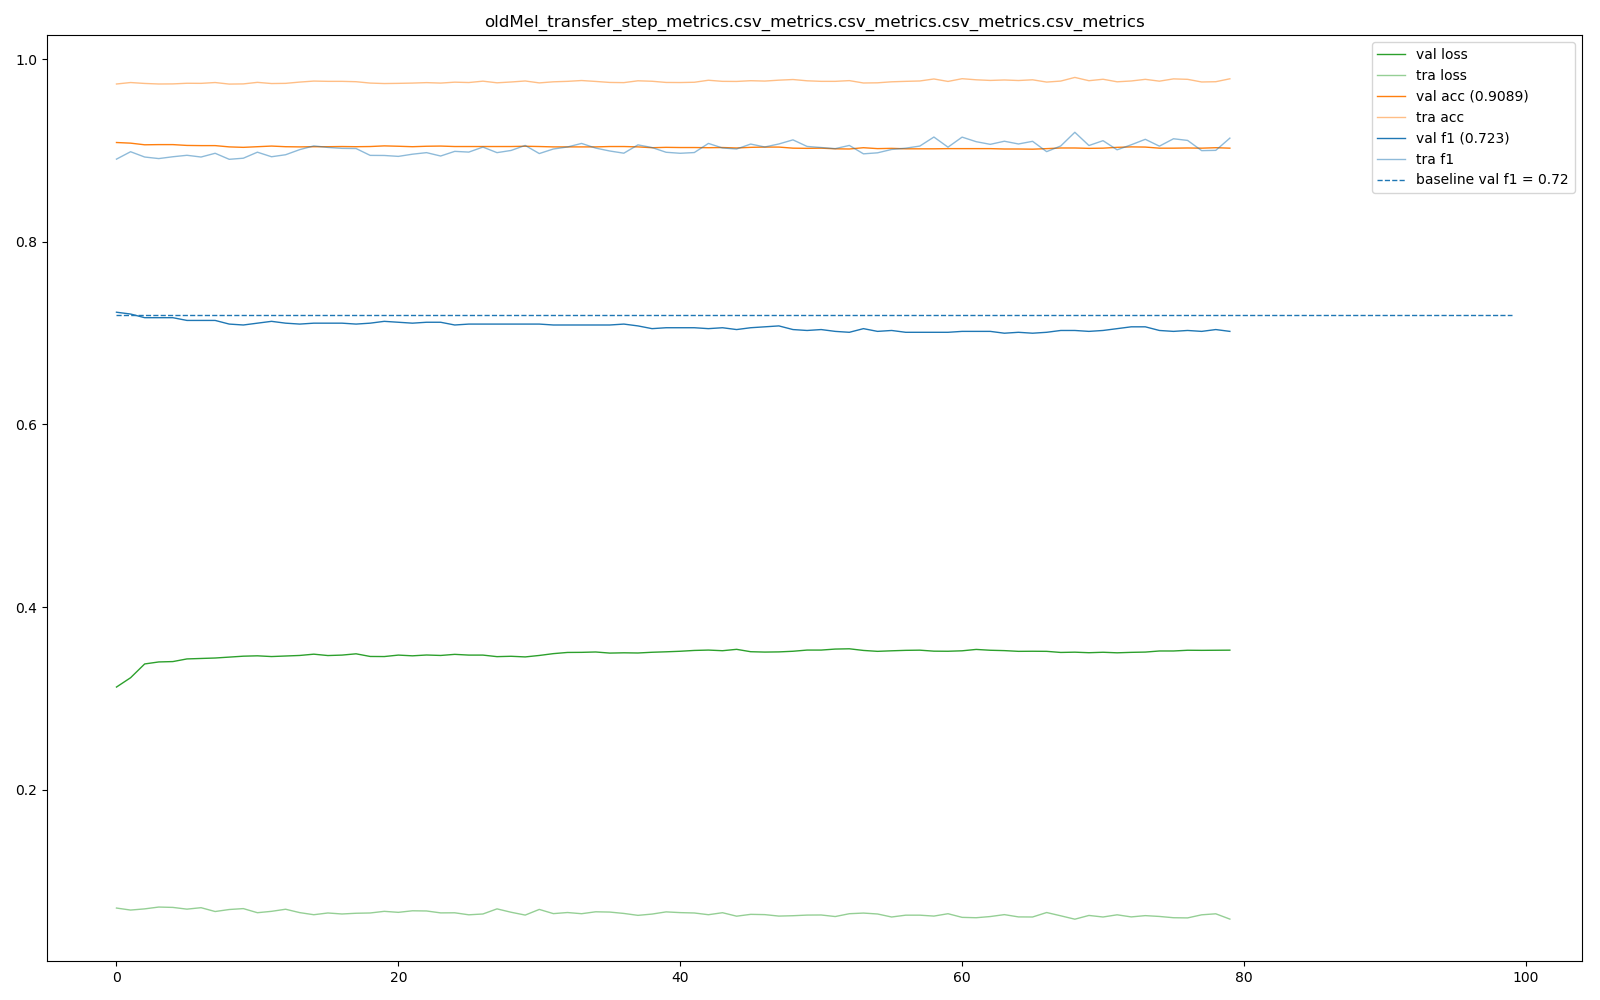 oldMel_transfer_step_metrics.csv_metrics.csv_metrics.csv_metrics.csv_metrics
val loss
tra loss
val acc (0.9089)
tra acc
val f1 (0.723)
tra f1
baseline val f1 = 0.72
1.0
0.8
0.6
0.4
0.2
0
20
40
60
80
100